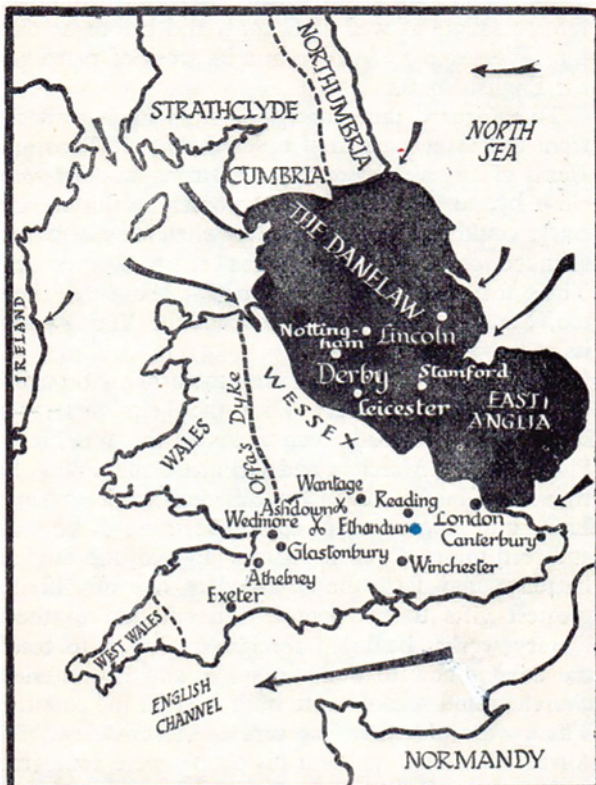 NORTHUMBRIA
STRATHCLYDE
NORTH
SEA
CUMBRIA
THE DANELAW
IRELAND
Notting-
ham
Lincoln
Derby
Stamford
Leicester
EAST
ANGLIA
WALES
Offas Dyke
WESSEX
Wantage
Ashdown
Reading
London
Wedmore
Ethandun
Canterbury
Glastonbury
Winchester
Athelney
Exeter
WEST WALES
ENGLISH
CHANNEL
NORMANDY